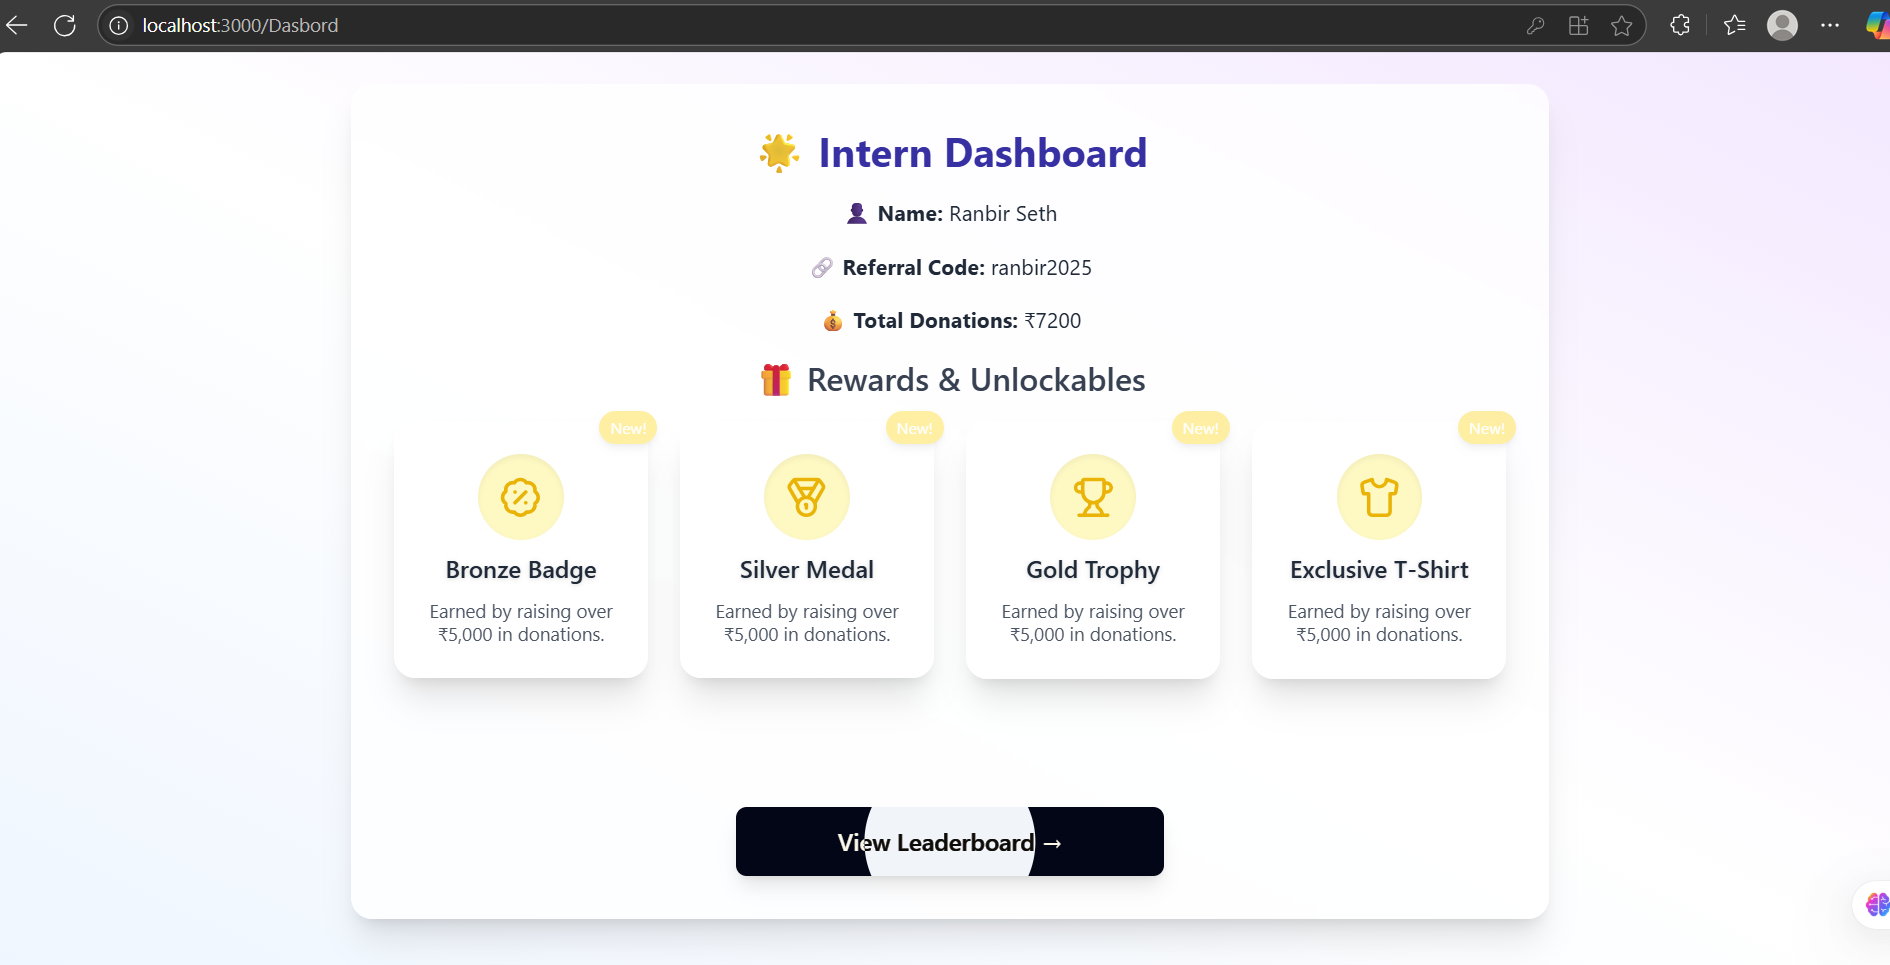 localhost:3000/Dasbord
🌟 Intern Dashboard
👤 Name: Ranbir Seth
🔗 Referral Code: ranbir2025
💰 Total Donations: ₹7200
🎁 Rewards & Unlockables
New! New! New! New!
Bronze Badge Silver Medal Gold Trophy Exclusive T-Shirt
Earned by raising over Earned by raising over Earned by raising over Earned by raising over
₹5,000 in donations. ₹5,000 in donations. ₹5,000 in donations. ₹5,000 in donations.
View Leaderboard →